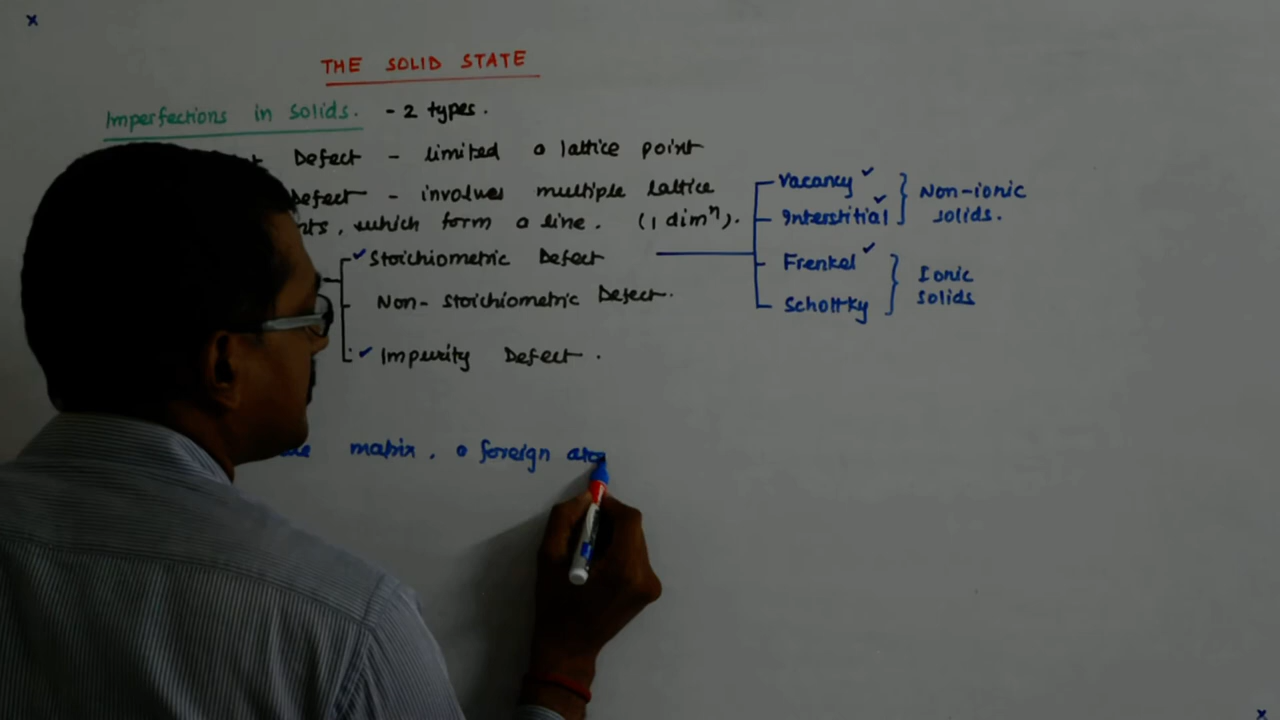 THE SOLID STATE
Imperfections in Solids. - 2 types.
Defect - limited a lattice point
Defect - involves multiple lattice
, which form a line. (1 dimⁿ).
✓ Stoichiometric Defect
Non-Stoichiometric Defect.
✓ Impurity Defect.
Vacancy ✓
Interstitial ✓
Non-ionic
solids.
Frenkel ✓
Schottky
Ionic
solids
matrix, a foreign